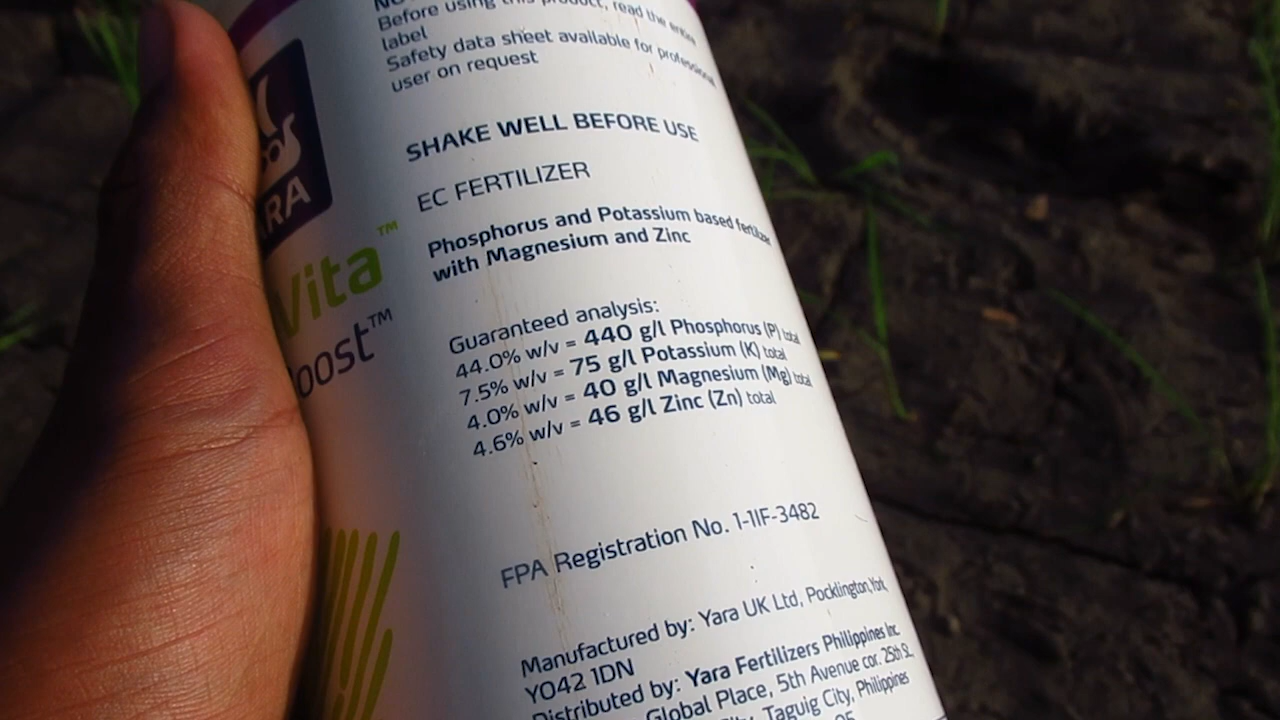 Before using this product, read the entire
label
Safety data sheet available for professional
user on request
SHAKE WELL BEFORE USE
EC FERTILIZER
Phosphorus and Potassium based fertilizer
with Magnesium and Zinc
Guaranteed analysis:
44.0% w/v = 440 g/l Phosphorus (P) total
7.5% w/v = 75 g/l Potassium (K) total
4.0% w/v = 40 g/l Magnesium (Mg) total
4.6% w/v = 46 g/l Zinc (Zn) total
FPA Registration No. 1-1IF-3482
Manufactured by: Yara UK Ltd, Pocklington, York,
YO42 1DN
Distributed by: Yara Fertilizers Philippines Inc.
Global Place, 5th Avenue cor. 25th St.,
Taguig City, Philippines
RA
Vita™
oost™